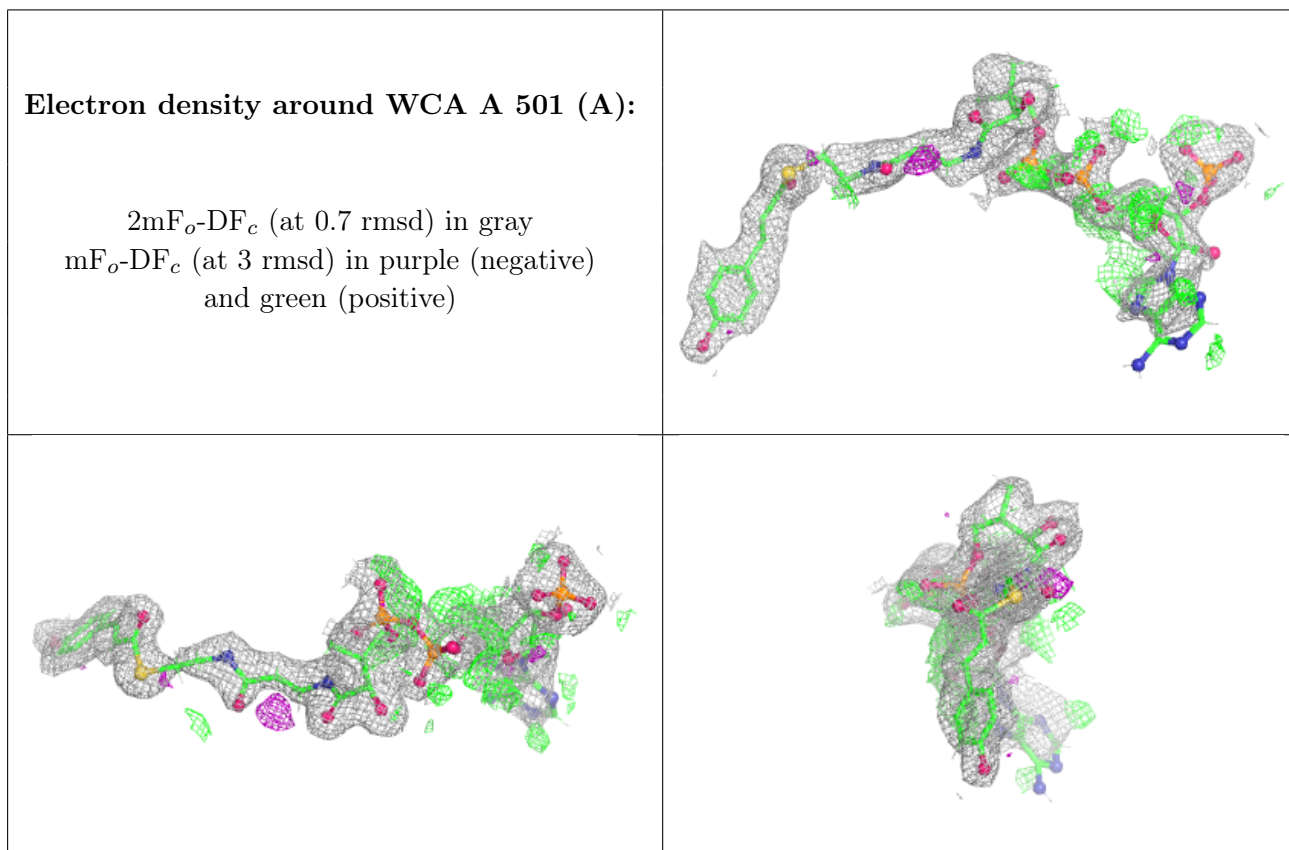 Electron density around WCA A 501 (A):
2mFo-DFc (at 0.7 rmsd) in gray
mFo-DFc (at 3 rmsd) in purple (negative)
and green (positive)